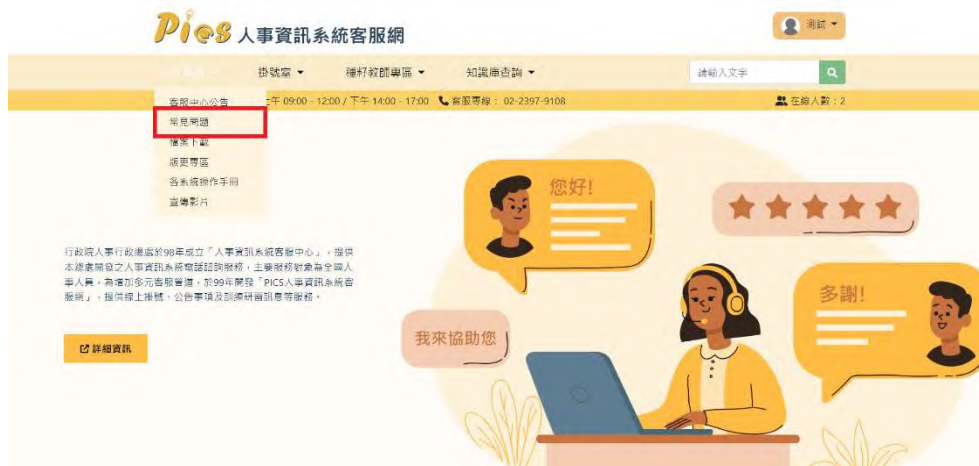 Pics 人事資訊系統客服網
測試
掛號室
種籽教師專區
知識庫查詢
請輸入文字
客服中心公告
午 09:00 - 12:00 / 下午 14:00 - 17:00
客服專線： 02-2397-9108
在線人數：2
常見問題
檔案下載
版更專區
各系統操作手冊
宣傳影片
您好!
行政院人事行政總處於98年成立「人事資訊系統客服中心」，提供
本總處開發之人事資訊系統電話諮詢服務，主要服務對象為全國人
事人員。為增加多元客服管道，於99年開發「PICS人事資訊系統客
服網」，提供線上掛號、公告事項及訓練研習訊息等服務。
多謝!
我來協助您
詳細資訊